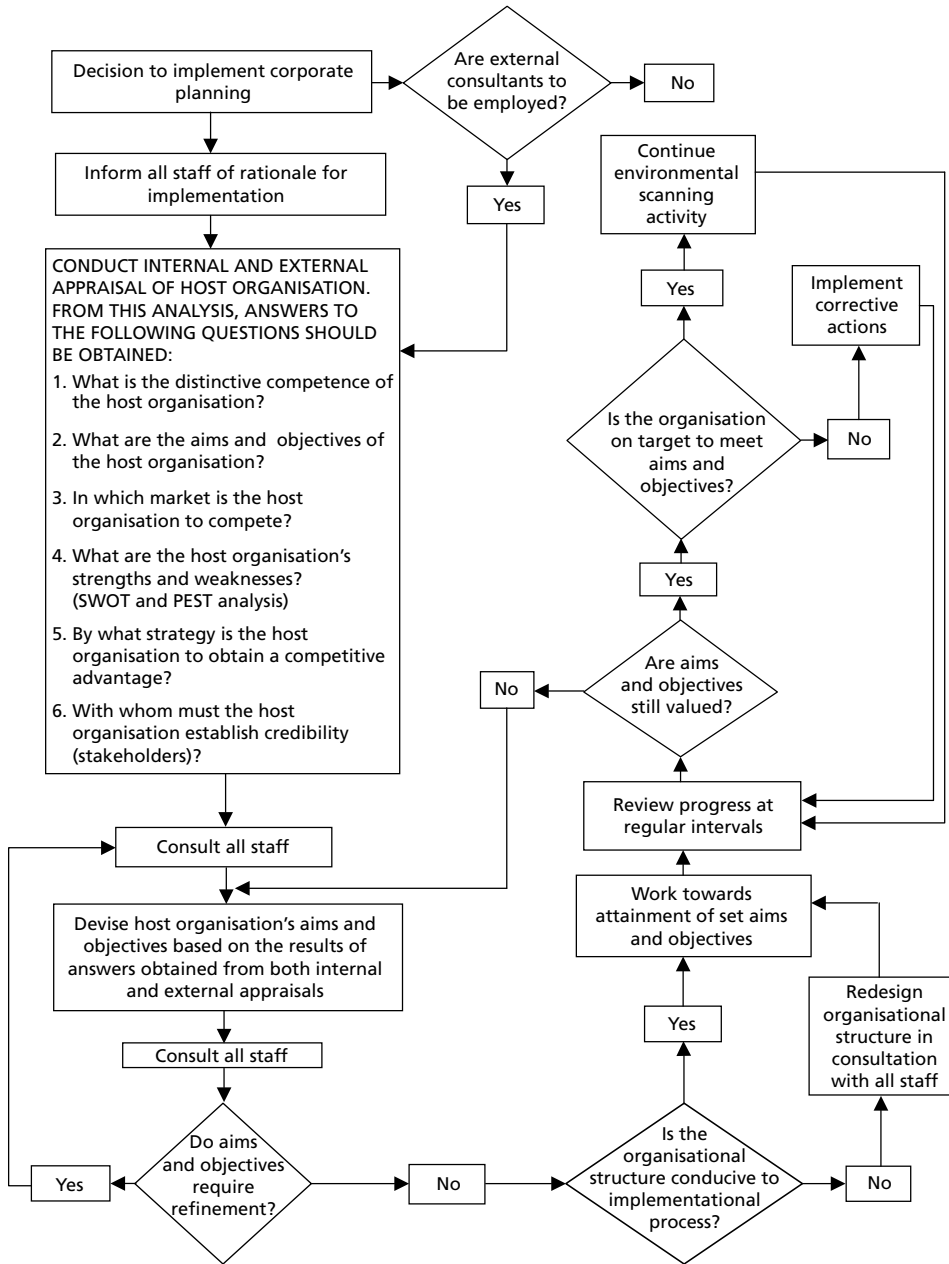 Decision to implement corporate
planning
Are external
consultants to
be employed?
No
Yes
Inform all staff of rationale for
implementation
CONDUCT INTERNAL AND EXTERNAL
APPRAISAL OF HOST ORGANISATION.
FROM THIS ANALYSIS, ANSWERS TO
THE FOLLOWING QUESTIONS SHOULD
BE OBTAINED:
1. What is the distinctive competence of
the host organisation?
2. What are the aims and objectives of
the host organisation?
3. In which market is the host
organisation to compete?
4. What are the host organisation's
strengths and weaknesses?
(SWOT and PEST analysis)
5. By what strategy is the host
organisation to obtain a competitive
advantage?
6. With whom must the host
organisation establish credibility
(stakeholders)?
Consult all staff
Devise host organisation's aims and
objectives based on the results of
answers obtained from both internal
and external appraisals
Consult all staff
Do aims
and objectives
require
refinement?
Yes
No
Is the
organisational
structure conducive to
implementational
process?
No
Redesign
organisational
structure in
consultation
with all staff
Yes
Work towards
attainment of set aims
and objectives
Review progress at
regular intervals
Are aims
and objectives
still valued?
No
Yes
Is the organisation
on target to meet
aims and
objectives?
No
Implement
corrective
actions
Yes
Continue
environmental
scanning
activity